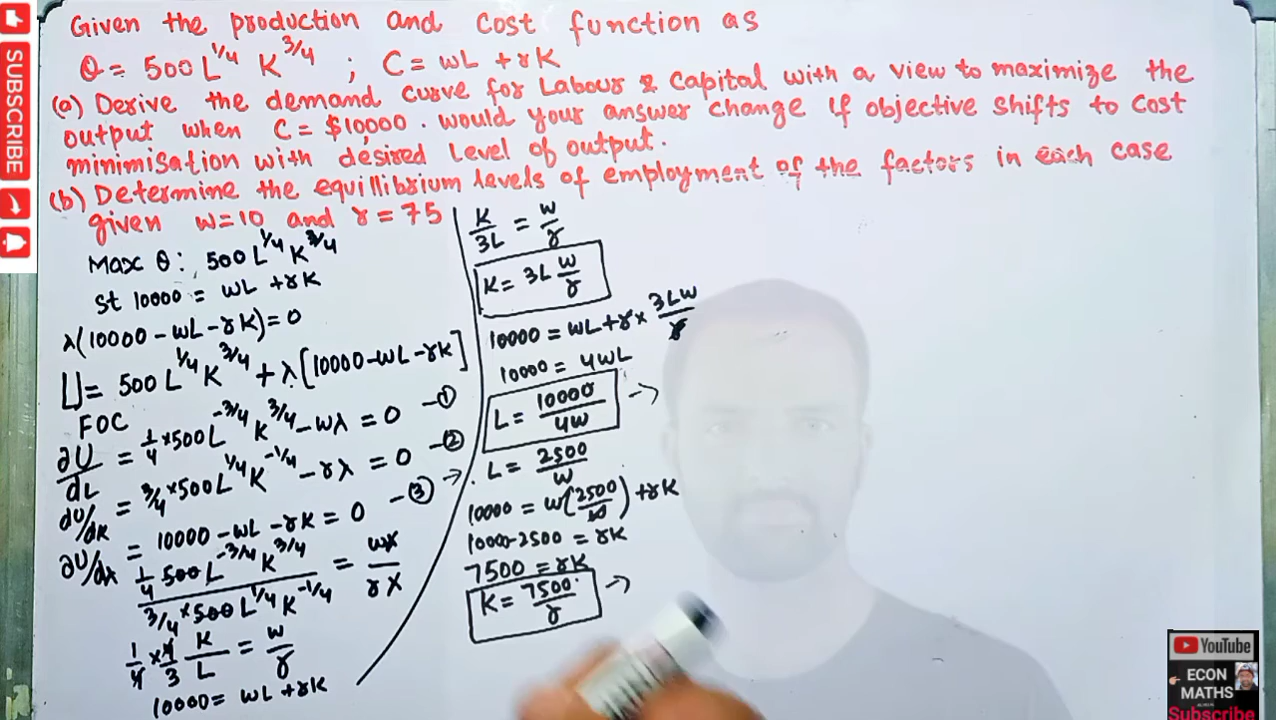 Given the production and cost function as
Q = 500 L^1/4 K^3/4 ; C = wL + rK
(a) Derive the demand curve for Labour & Capital with a view to maximize the
output when C = $10,000. would your answer change if objective shifts to cost
minimisation with desired level of output.
(b) Determine the equillibrium levels of employment of the factors in each case
given w=10 and r = 75
Max Q: 500 L^1/4 K^3/4
St 10000 = wL + rK
λ(10000 - wL - rK) = 0
U = 500 L^1/4 K^3/4 + λ[10000 - wL - rK]
FOC
∂U/dL = 1/4 × 500 L^-3/4 K^3/4 - wλ = 0 - ①
dU/dK = 3/4 × 500 L^1/4 K^-1/4 - rλ = 0 - ②
∂U/dλ = 10000 - wL - rK = 0 - ③ →
1/4 500 L^-3/4 K^3/4 / 3/4 × 500 L^1/4 K^-1/4 = wλ / rλ
1/4 × 4/3 K/L = w/r
10000 = wL + rK
K/3L = w/r
K = 3L w/r
10000 = wL + r × 3Lw/r
10000 = 4wL
L = 10000/4w →
L = 2500/w
10000 = w(2500/w) + rK
10000-2500 = rK
7500 = rK
K = 7500/r →
SUBSCRIBE
YouTube
ECON
MATHS
Subscribe